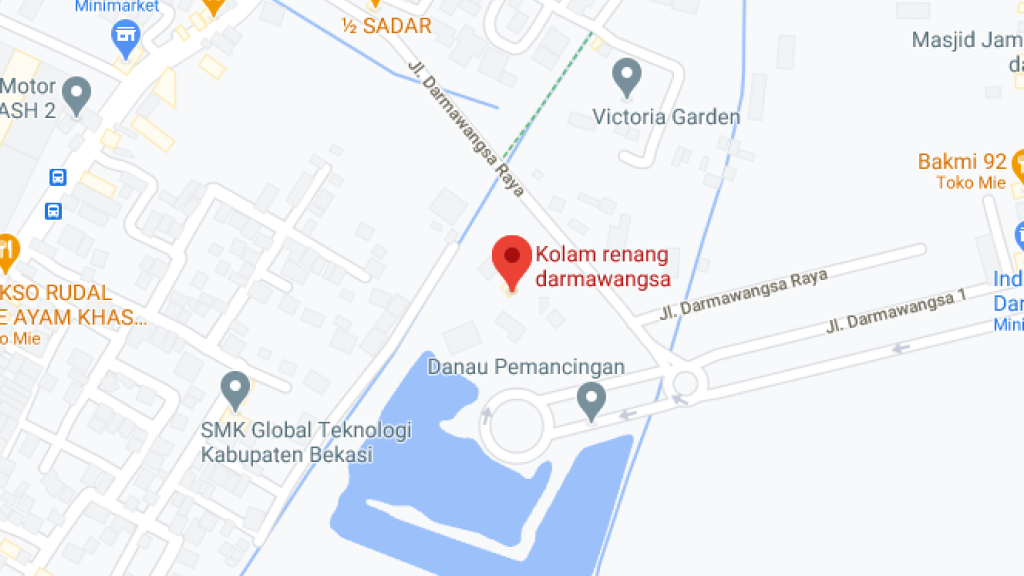 Minimarket
½ SADAR
Masjid Jam
da
Motor
ASH 2
Jl. Darmawangsa Raya
Victoria Garden
Bakmi 92
Toko Mie
Kolam renang
darmawangsa
Jl. Darmawangsa Raya
Jl. Darmawangsa 1
Ind
Dar
Mini
KSO RUDAL
E AYAM KHAS...
o Mie
Danau Pemancingan
SMK Global Teknologi
Kabupaten Bekasi